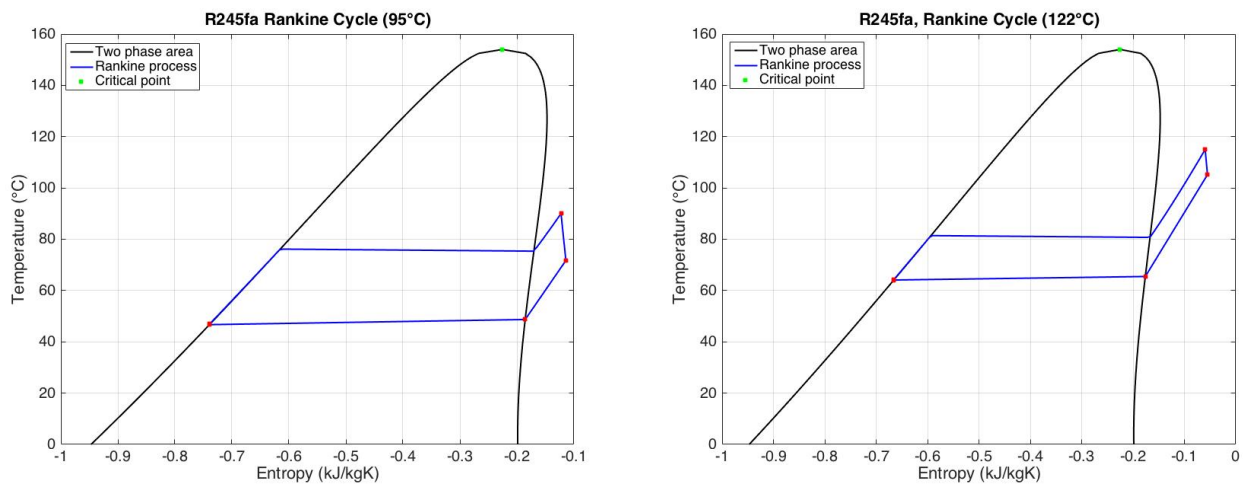 R245fa Rankine Cycle (95°C)
Two phase area
Rankine process
Critical point
160
140
120
100
80
60
40
20
0
Temperature (°C)
-1 -0.9 -0.8 -0.7 -0.6 -0.5 -0.4 -0.3 -0.2 -0.1
Entropy (kJ/kgK)
R245fa, Rankine Cycle (122°C)
Two phase area
Rankine process
Critical point
160
140
120
100
80
60
40
20
0
Temperature (°C)
-1 -0.9 -0.8 -0.7 -0.6 -0.5 -0.4 -0.3 -0.2 -0.1 0
Entropy (kJ/kgK)